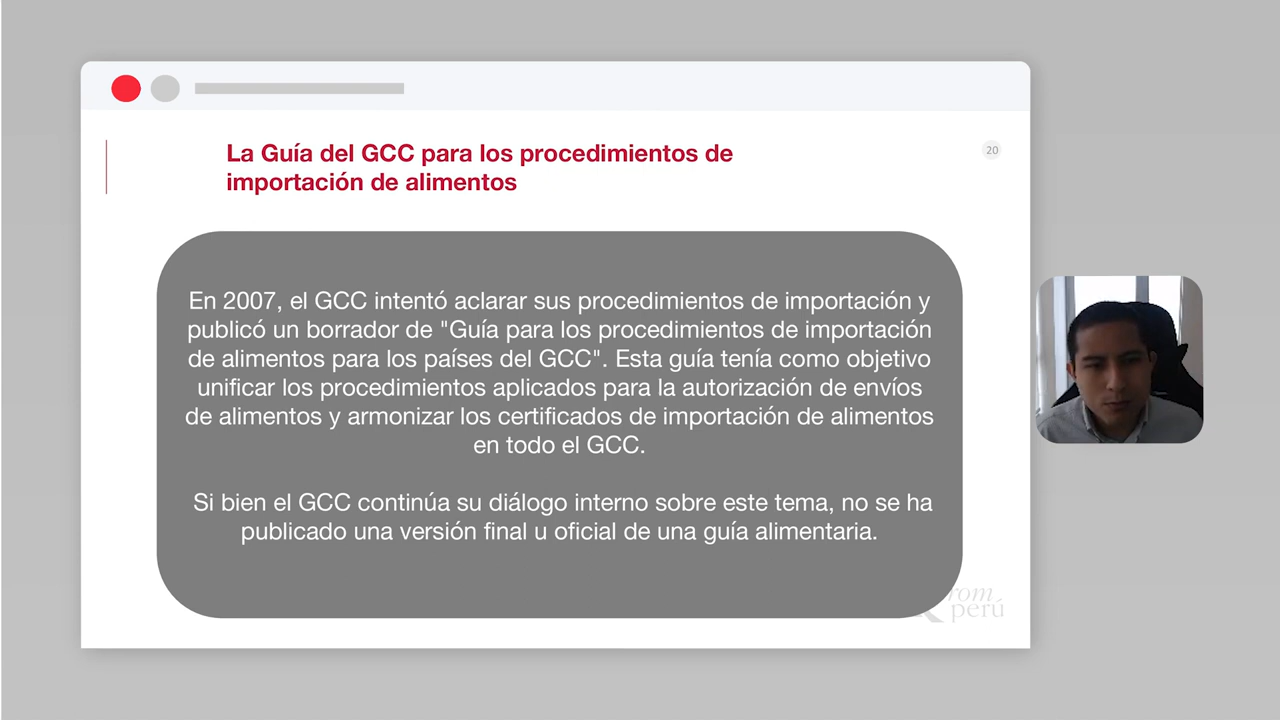 La Guía del GCC para los procedimientos de
importación de alimentos
20
En 2007, el GCC intentó aclarar sus procedimientos de importación y
publicó un borrador de "Guía para los procedimientos de importación
de alimentos para los países del GCC". Esta guía tenía como objetivo
unificar los procedimientos aplicados para la autorización de envíos
de alimentos y armonizar los certificados de importación de alimentos
en todo el GCC.
Si bien el GCC continúa su diálogo interno sobre este tema, no se ha
publicado una versión final u oficial de una guía alimentaria.
rom
perú